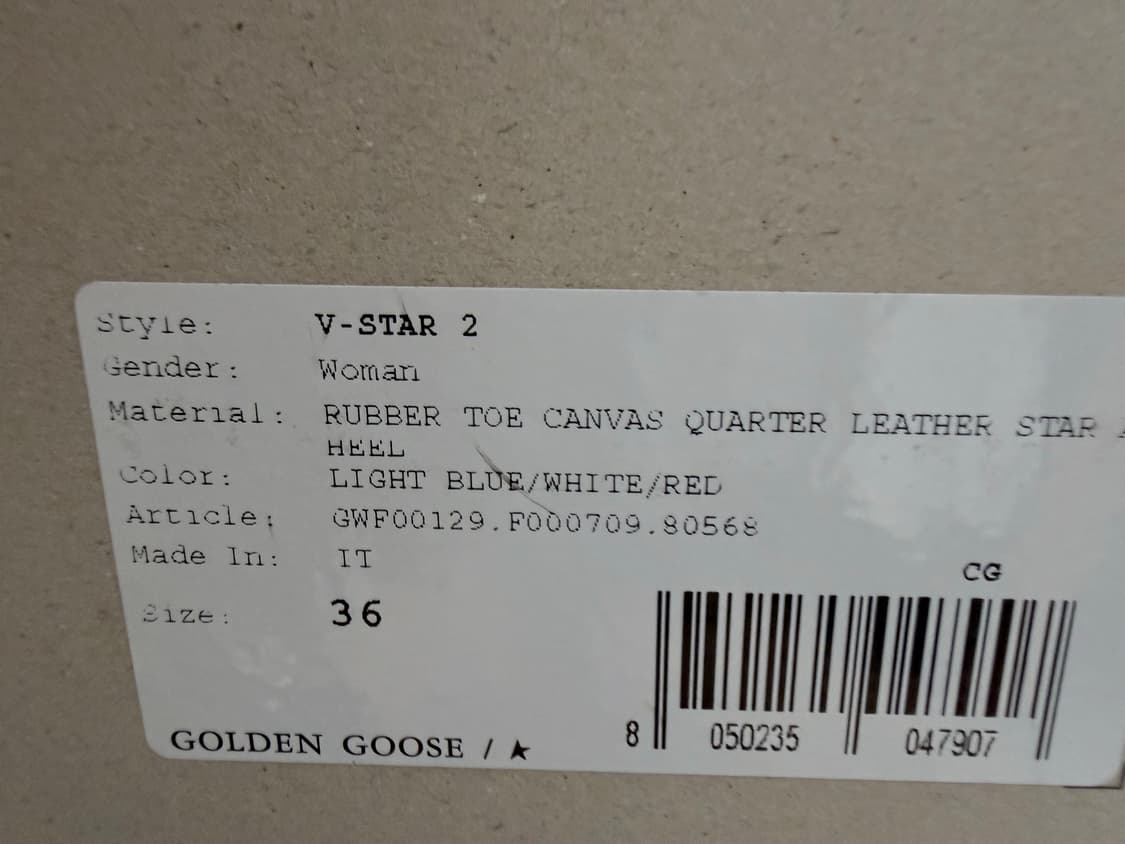 Style: V-STAR 2
Gender: Woman
Material: RUBBER TOE CANVAS QUARTER LEATHER STAR
HEEL
Color: LIGHT BLUE/WHITE/RED
Article: GWF00129.F000709.80568
Made In: IT
CG
Size: 36
8 050235 047907
GOLDEN GOOSE / ★